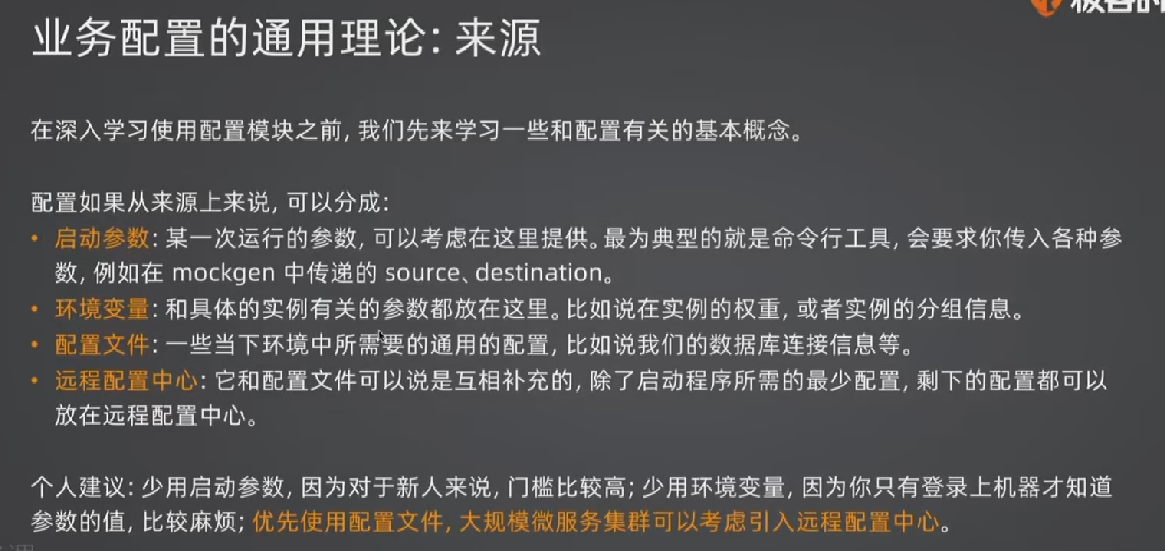 业务配置的通用理论: 来源
在深入学习使用配置模块之前, 我们先来学习一些和配置有关的基本概念。
配置如果从来源上来说, 可以分成:
• 启动参数: 某一次运行的参数, 可以考虑在这里提供。最为典型的就是命令行工具, 会要求你传入各种参
数, 例如在 mockgen 中传递的 source、destination。
• 环境变量: 和具体的实例有关的参数都放在这里。比如说在实例的权重, 或者实例的分组信息。
• 配置文件: 一些当下环境中所需要的通用的配置, 比如说我们的数据库连接信息等。
• 远程配置中心: 它和配置文件可以说是互相补充的, 除了启动程序所需的最少配置, 剩下的配置都可以
放在远程配置中心。
个人建议: 少用启动参数, 因为对于新人来说, 门槛比较高; 少用环境变量, 因为你只有登录上机器才知道
参数的值, 比较麻烦; 优先使用配置文件, 大规模微服务集群可以考虑引入远程配置中心。